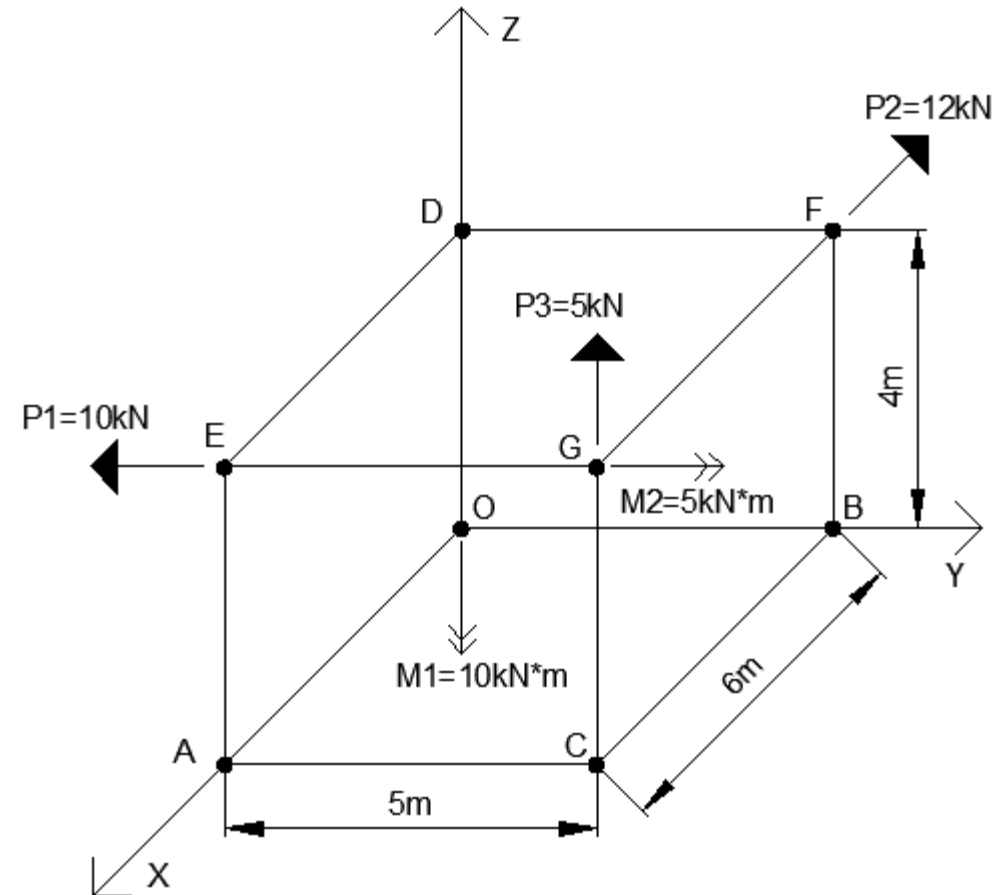 Z
P2=12kN
D
F
P3=5kN
4m
P1=10kN
E
G
M2=5kN*m
O
B
Y
M1=10kN*m
6m
A
C
5m
X